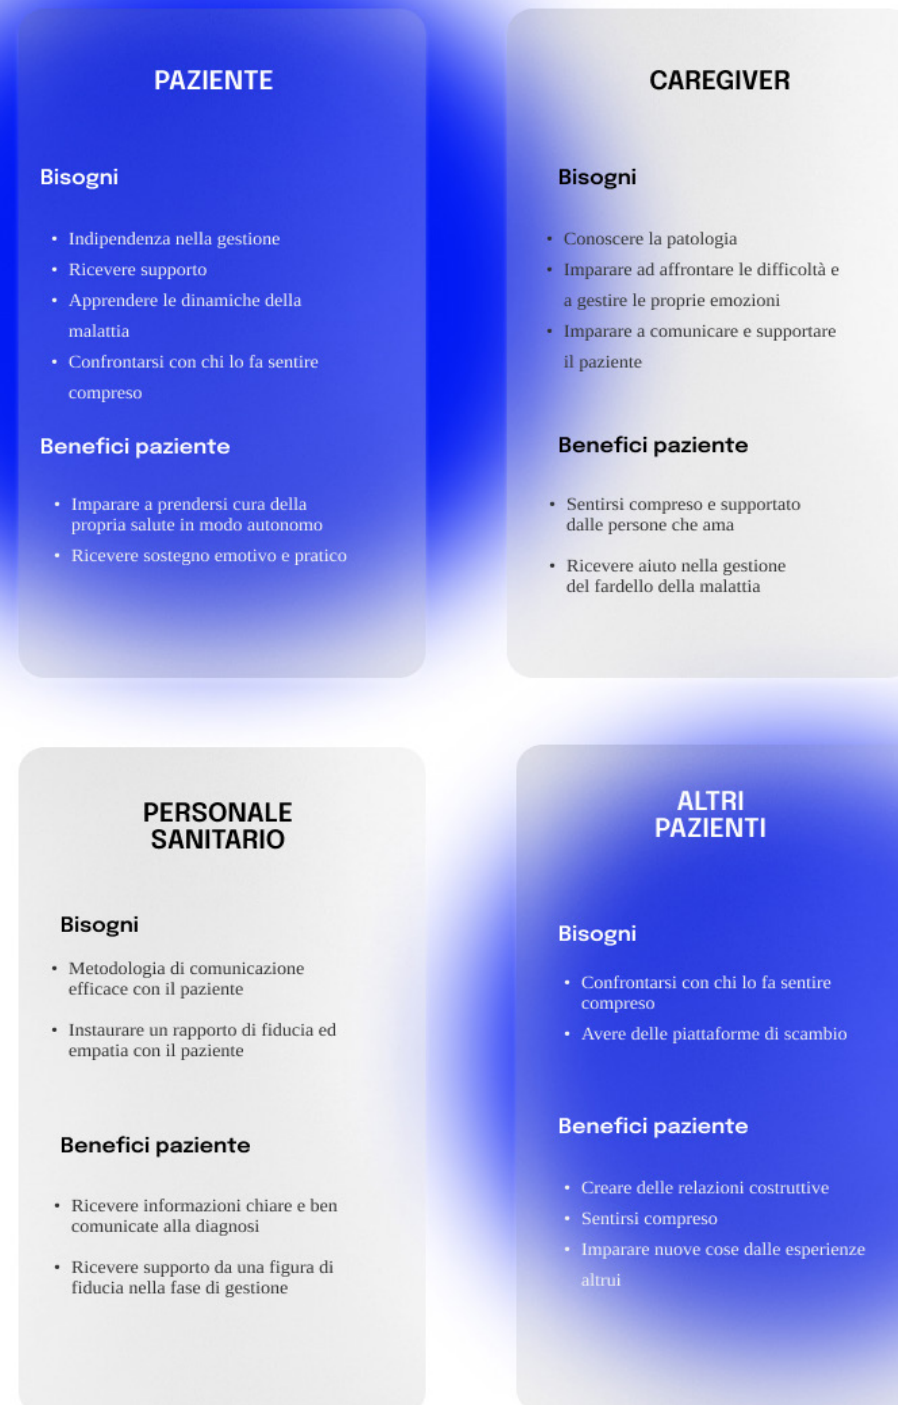 PAZIENTE
Bisogni
• Indipendenza nella gestione
• Ricevere supporto
• Apprendere le dinamiche della
malattia
• Confrontarsi con chi lo fa sentire
compreso
Benefici paziente
• Imparare a prendersi cura della
propria salute in modo autonomo
• Ricevere sostegno emotivo e pratico
CAREGIVER
Bisogni
• Conoscere la patologia
• Imparare ad affrontare le difficoltà e
a gestire le proprie emozioni
• Imparare a comunicare e supportare
il paziente
Benefici paziente
• Sentirsi compreso e supportato
dalle persone che ama
• Ricevere aiuto nella gestione
del fardello della malattia
PERSONALE
SANITARIO
Bisogni
• Metodologia di comunicazione
efficace con il paziente
• Instaurare un rapporto di fiducia ed
empatia con il paziente
Benefici paziente
• Ricevere informazioni chiare e ben
comunicate alla diagnosi
• Ricevere supporto da una figura di
fiducia nella fase di gestione
ALTRI
PAZIENTI
Bisogni
• Confrontarsi con chi lo fa sentire
compreso
• Avere delle piattaforme di scambio
Benefici paziente
• Creare delle relazioni costruttive
• Sentirsi compreso
• Imparare nuove cose dalle esperienze
altrui